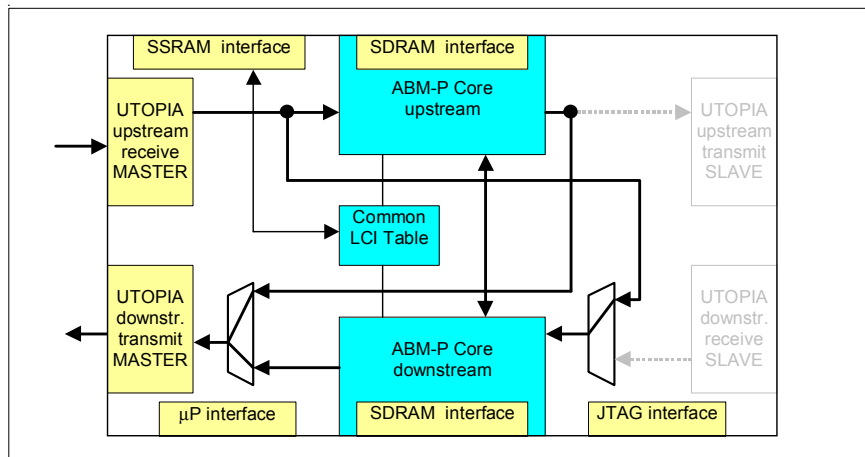 SSRAM interface
SDRAM interface
UTOPIA
upstream
receive
MASTER
ABM-P Core
upstream
UTOPIA
upstream
transmit
SLAVE
Common
LCI Table
UTOPIA
downstr.
transmit
MASTER
ABM-P Core
downstream
UTOPIA
downstr.
receive
SLAVE
µP interface
SDRAM interface
JTAG interface